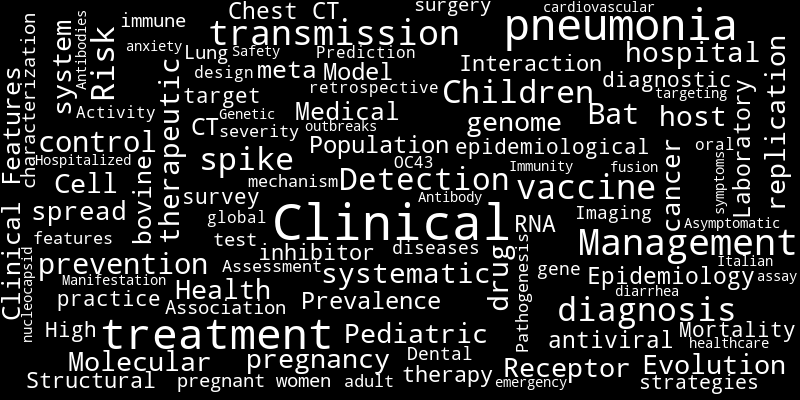 Chest CT
surgery
cardiovascular
immune
transmission
pneumonia
anxiety
Antibodies
system
Risk
characterization
Lung
Safety
Prediction
hospital
Interaction
design
meta
Model
diagnostic
therapeutic
target
retrospective
Children
targeting
Activity
Genetic
Medical
Bat
host
replication
Laboratory
genome
CT
severity
outbreaks
control
Population
epidemiological
oral
Hospitalized
spike
OC43
Immunity
fusion
Features
Cell
mechanism
Detection
vaccine
cancer
symptoms
bovine
survey
Antibody
spread
global
Clinical
RNA
Imaging
Asymptomatic
features
test
inhibitor
diseases
Management
prevention
Assessment
systematic
drug
Pathogenesis
gene
Epidemiology
Italian
assay
Clinical
nucleocapsid
Manifestation
Health
practice
Association
Prevalence
diarrhea
diagnosis
High
treatment
Pediatric
antiviral
Mortality
healthcare
Molecular
pregnancy
Dental
Receptor
Evolution
Structural
pregnant women
adult
therapy
emergency
strategies